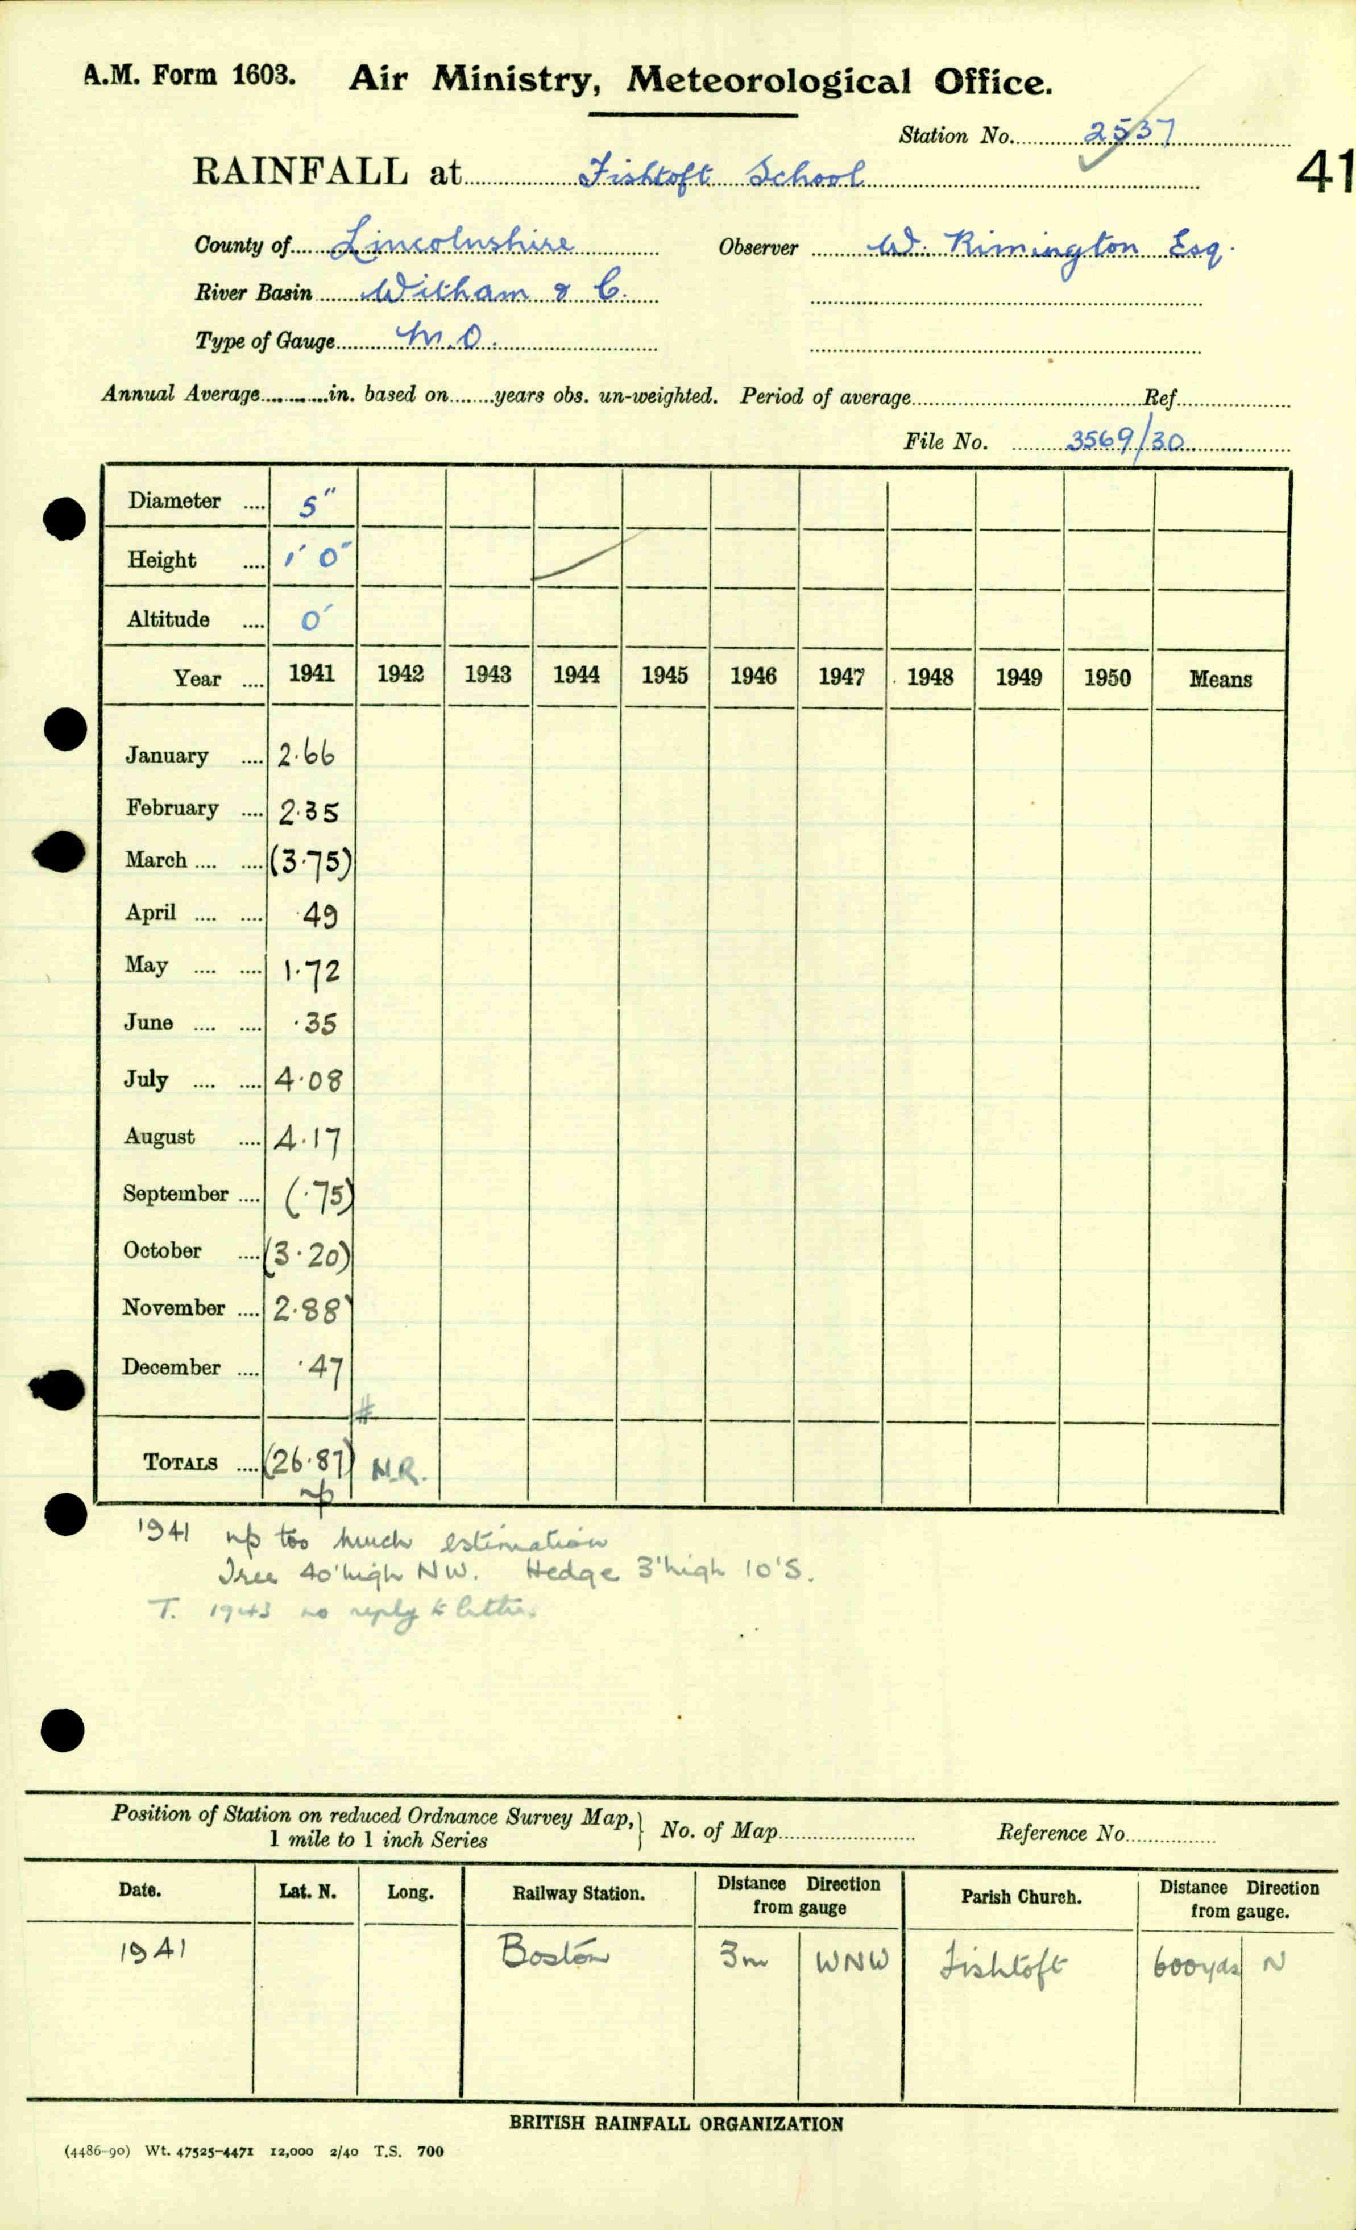 A.M. Form 1603. Air Ministry, Meteorological Office.
Station No. 2537
RAINFALL at Fishtoft School
41
County of Lincolnshire Observer W. Rimington Esq.
River Basin Witham & C.
Type of Gauge M.O.
Annual Average in. based on years obs. un-weighted. Period of average Ref
File No. 3569/30
Diameter .... 5"
Height .... 1' 0"
Altitude .... 0'
Year .... 1941 1942 1943 1944 1945 1946 1947 1948 1949 1950 Means
January .... 2.66
February .... 2.35
March .... .... (3.75)
April .... .... .49
May .... .... 1.72
June .... .... .35
July .... .... 4.08
August .... 4.17
September .... (.75)
October .... (3.20)
November .... 2.88
December .... .47
#
TOTALS .... (26.87) N.R.
np
1941 np too much estimation
Tree 40' high NW. Hedge 3' high 10' S.
T. 1943 no reply to letter.
Position of Station on reduced Ordnance Survey Map, } No. of Map Reference No.
1 mile to 1 inch Series
Date. Lat. N. Long. Railway Station. Distance Direction from gauge Parish Church. Distance Direction from gauge.
1941 Boston 3m WNW Fishtoft 600yds N
BRITISH RAINFALL ORGANIZATION
(4486-90) Wt. 47525-4471 12,000 2/40 T.S. 700